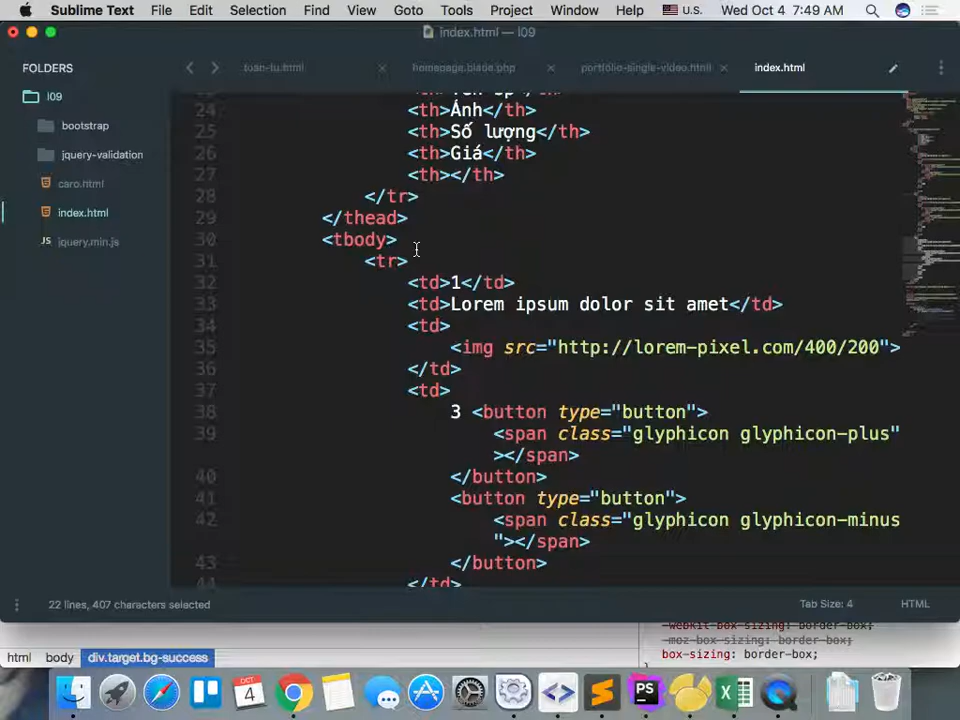 Sublime Text File Edit Selection Find View Goto Tools Project Window Help U.S. Wed Oct 4 7:49 AM
index.html — l09
FOLDERS
l09
bootstrap
jquery-validation
caro.html
index.html
jquery.min.js
toan-tu.html homepage.blade.php portfolio-single-video.html index.html
24 <th>Ảnh</th>
25 <th>Số lượng</th>
26 <th>Giá</th>
27 <th></th>
28 </tr>
29 </thead>
30 <tbody>
31 <tr>
32 <td>1</td>
33 <td>Lorem ipsum dolor sit amet</td>
34 <td>
35 <img src="http://lorem-pixel.com/400/200">
36 </td>
37 <td>
38 3 <button type="button">
39 <span class="glyphicon glyphicon-plus"
></span>
40 </button>
41 <button type="button">
42 <span class="glyphicon glyphicon-minus
"></span>
43 </button>
44 </td>
22 lines, 407 characters selected Tab Size: 4 HTML
-webkit-box-sizing: border-box;
-moz-box-sizing: border-box;
box-sizing: border-box;
}
html body div.target.bg-success
OCT
4
PS